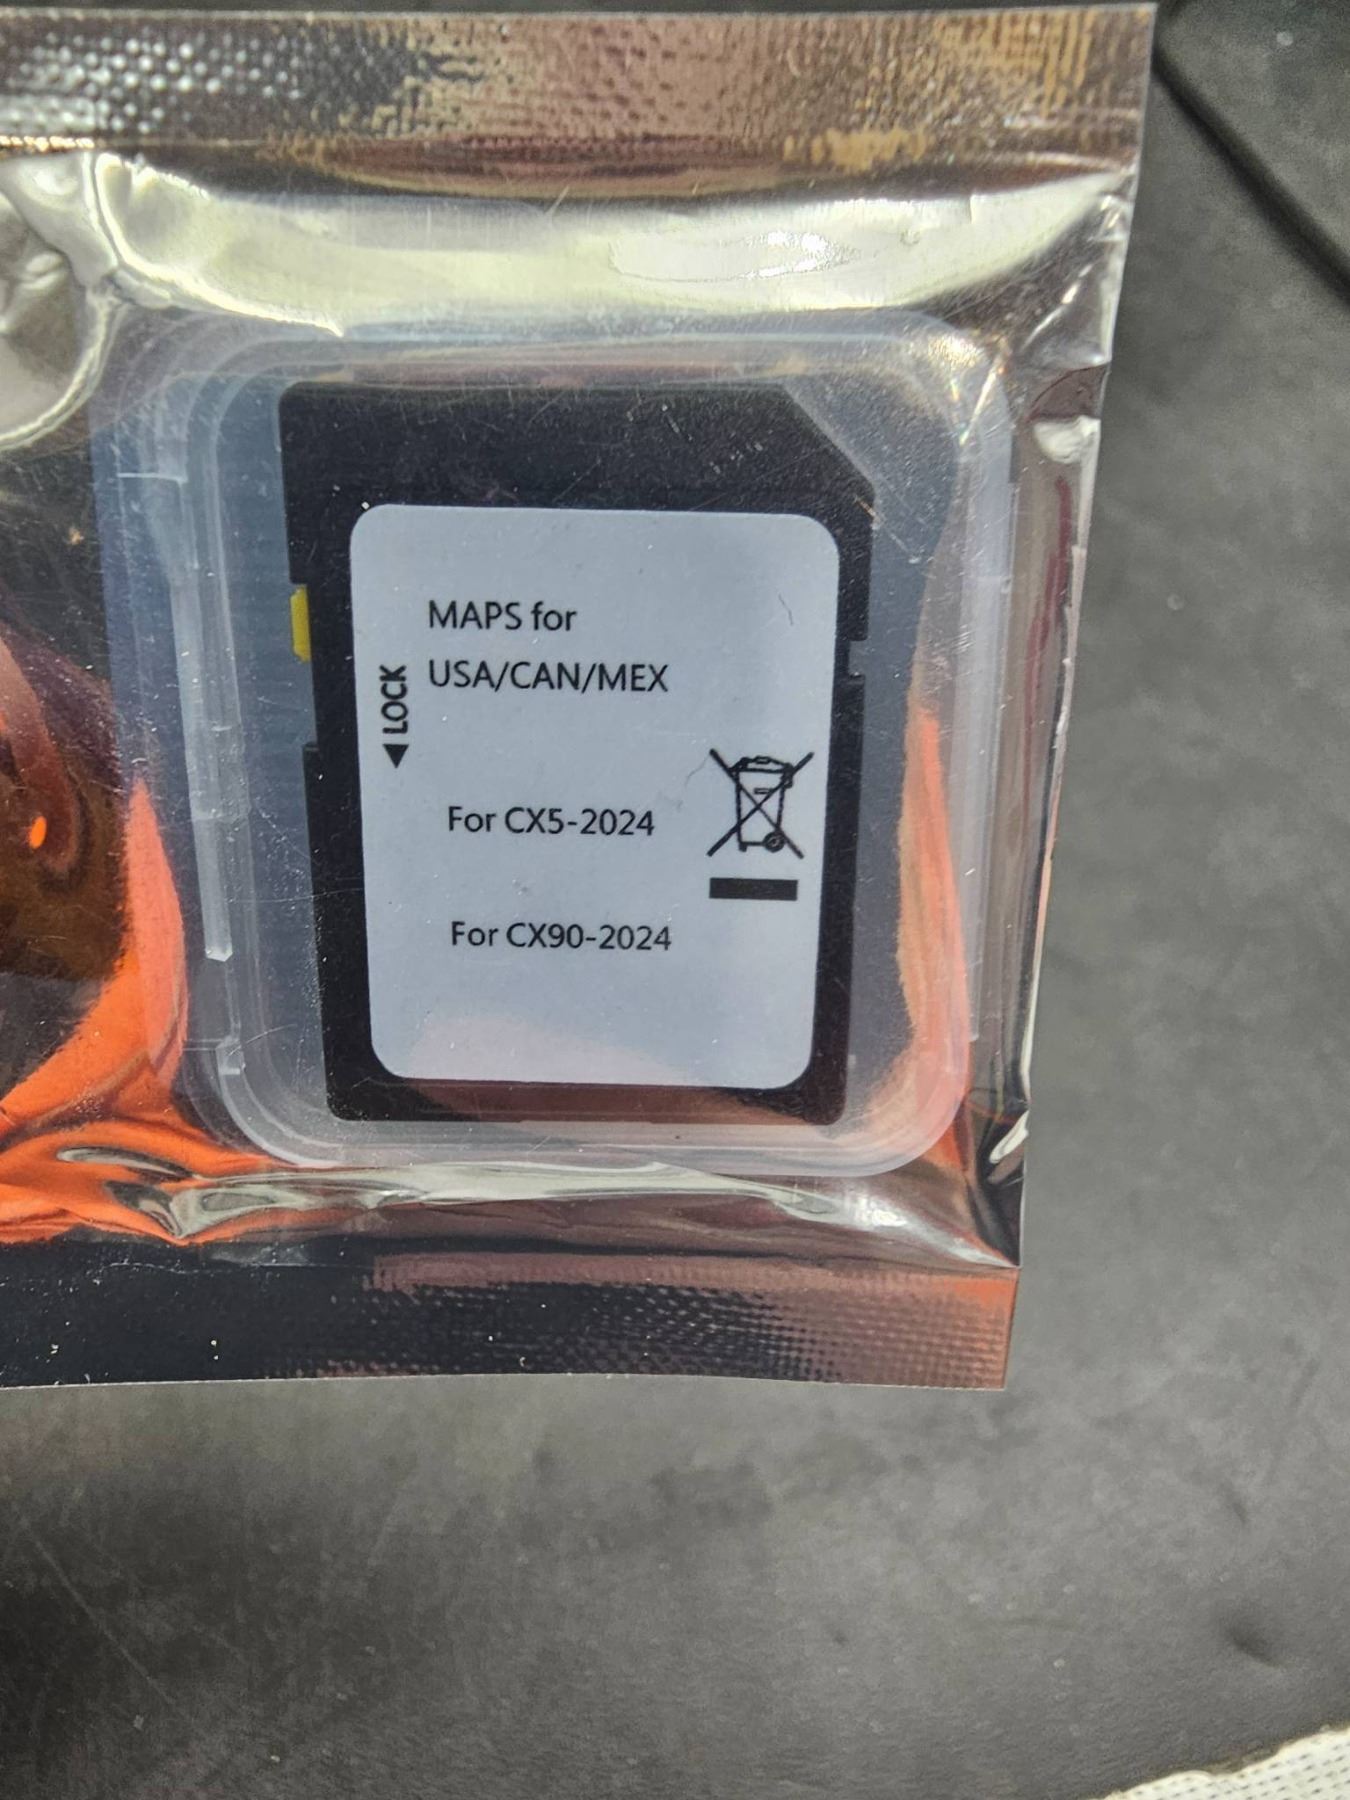 MAPS for
USA/CAN/MEX
◀LOCK
For CX5-2024
For CX90-2024